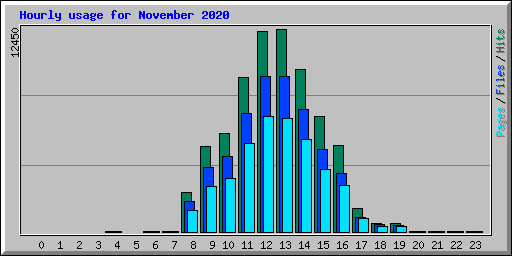 Hourly usage for November 2020
12450
Pages / Files / Hits
0 1 2 3 4 5 6 7 8 9 10 11 12 13 14 15 16 17 18 19 20 21 22 23